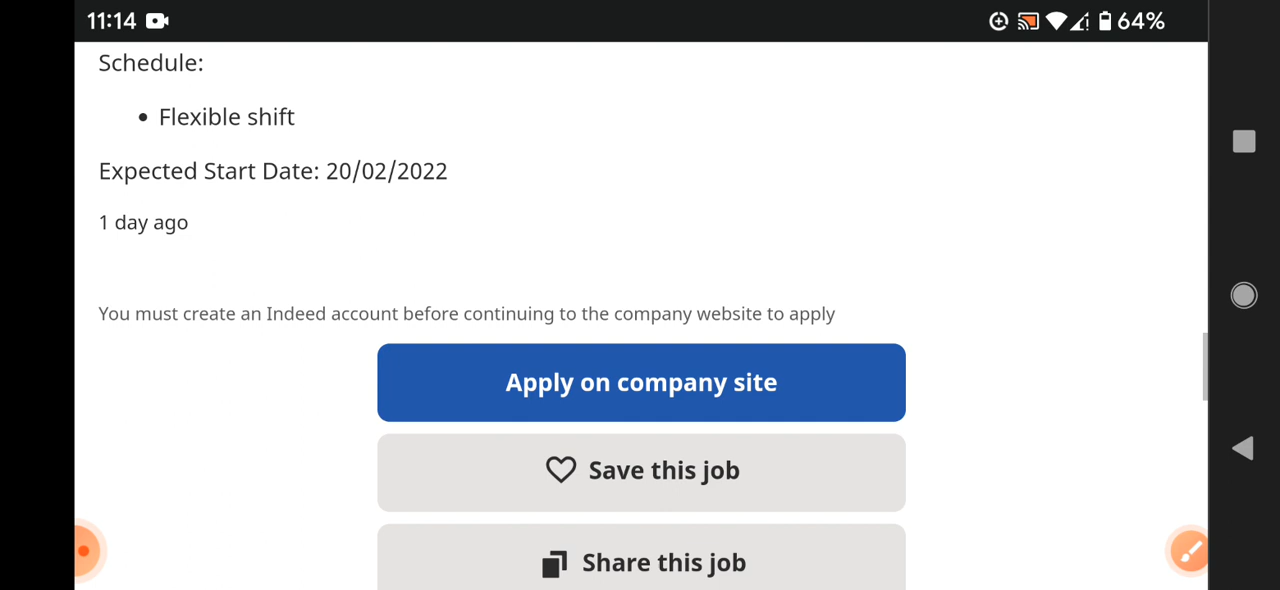 11:14 64%
Schedule:
• Flexible shift
Expected Start Date: 20/02/2022
1 day ago
You must create an Indeed account before continuing to the company website to apply
Apply on company site
Save this job
Share this job